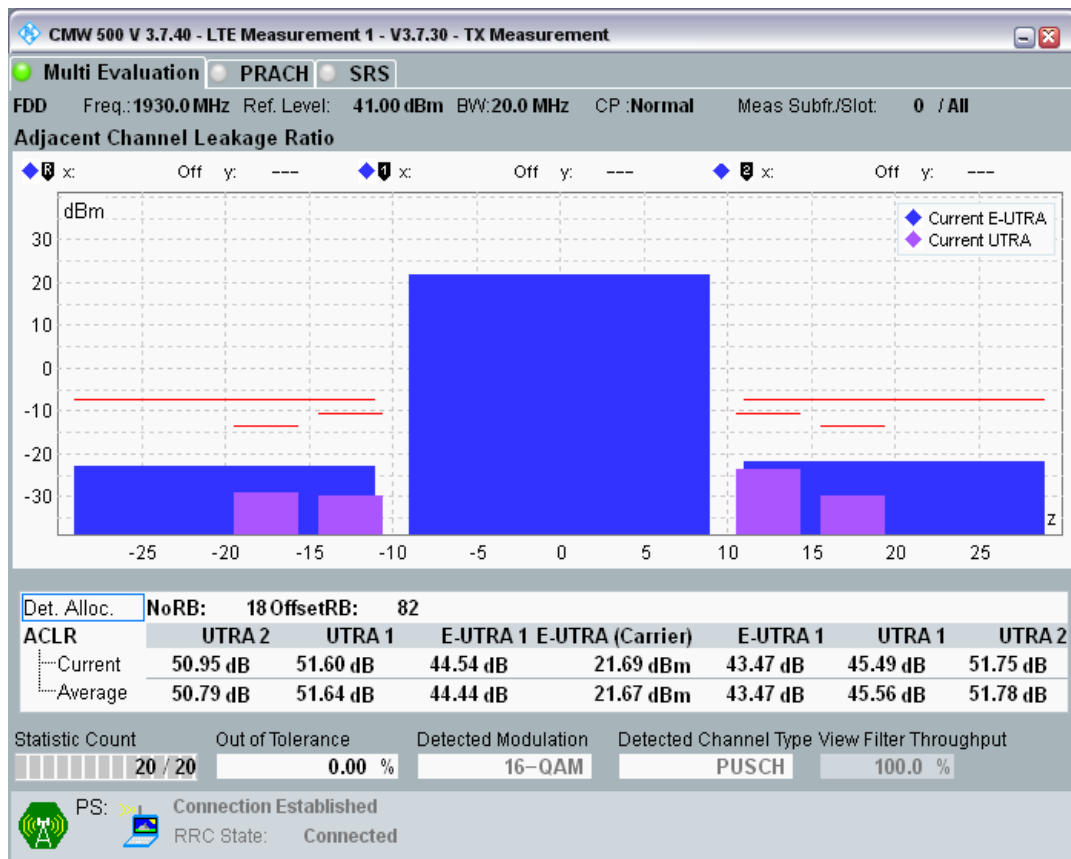 CMW 500 V 3.7.40 - LTE Measurement 1 - V3.7.30 - TX Measurement
Multi Evaluation PRACH SRS
FDD Freq.:1930.0 MHz Ref. Level: 41.00 dBm BW:20.0 MHz CP :Normal Meas Subfr./Slot: 0 / All
Adjacent Channel Leakage Ratio
R x: Off y: --- 1 x: Off y: --- 2 x: Off y: ---
dBm
Current E-UTRA
Current UTRA
30
20
10
0
-10
-20
-30
z
-25 -20 -15 -10 -5 0 5 10 15 20 25
Det. Alloc. NoRB: 18 OffsetRB: 82
ACLR UTRA 2 UTRA 1 E-UTRA 1 E-UTRA (Carrier) E-UTRA 1 UTRA 1 UTRA 2
Current 50.95 dB 51.60 dB 44.54 dB 21.69 dBm 43.47 dB 45.49 dB 51.75 dB
Average 50.79 dB 51.64 dB 44.44 dB 21.67 dBm 43.47 dB 45.56 dB 51.78 dB
Statistic Count Out of Tolerance Detected Modulation Detected Channel Type View Filter Throughput
20 / 20 0.00 % 16-QAM PUSCH 100.0 %
PS: Connection Established
RRC State: Connected